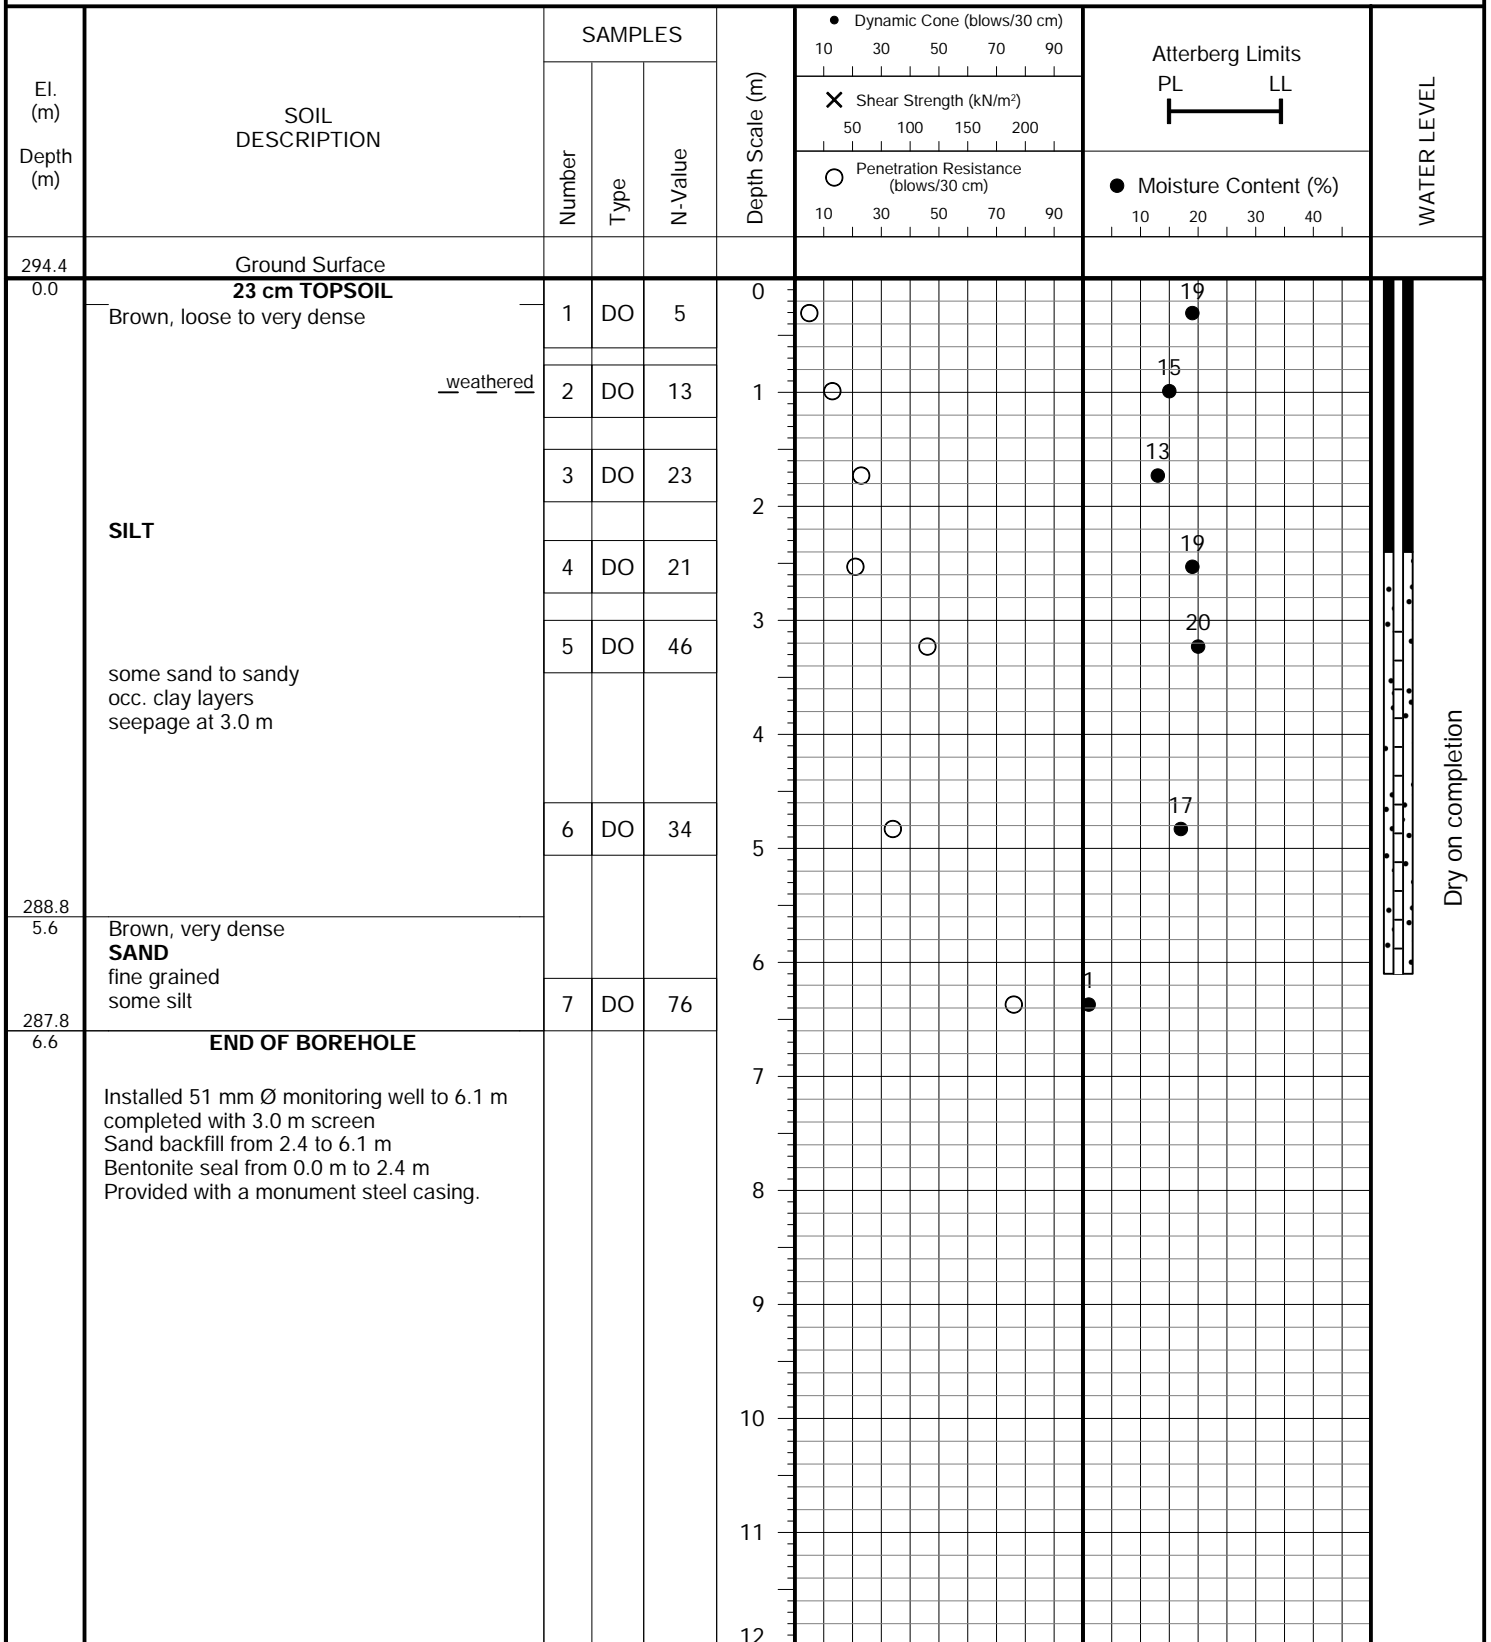 SAMPLES
El.
(m)
Depth
(m)
SOIL
DESCRIPTION
Number
Type
N-Value
Depth Scale (m)
● Dynamic Cone (blows/30 cm)
10 30 50 70 90
✕ Shear Strength (kN/m²)
50 100 150 200
○ Penetration Resistance
(blows/30 cm)
10 30 50 70 90
Atterberg Limits
PL LL
● Moisture Content (%)
10 20 30 40
WATER LEVEL
294.4 Ground Surface
0.0 23 cm TOPSOIL
Brown, loose to very dense
1 DO 5
0
19
weathered
2 DO 13
1
15
3 DO 23
13
2
SILT
4 DO 21
19
3
5 DO 46
20
some sand to sandy
occ. clay layers
seepage at 3.0 m
4
6 DO 34
17
5
Dry on completion
288.8
5.6 Brown, very dense
SAND
fine grained
some silt
6
7 DO 76
1
287.8
6.6 END OF BOREHOLE
7
Installed 51 mm Ø monitoring well to 6.1 m
completed with 3.0 m screen
Sand backfill from 2.4 to 6.1 m
Bentonite seal from 0.0 m to 2.4 m
Provided with a monument steel casing.
8
9
10
11
12